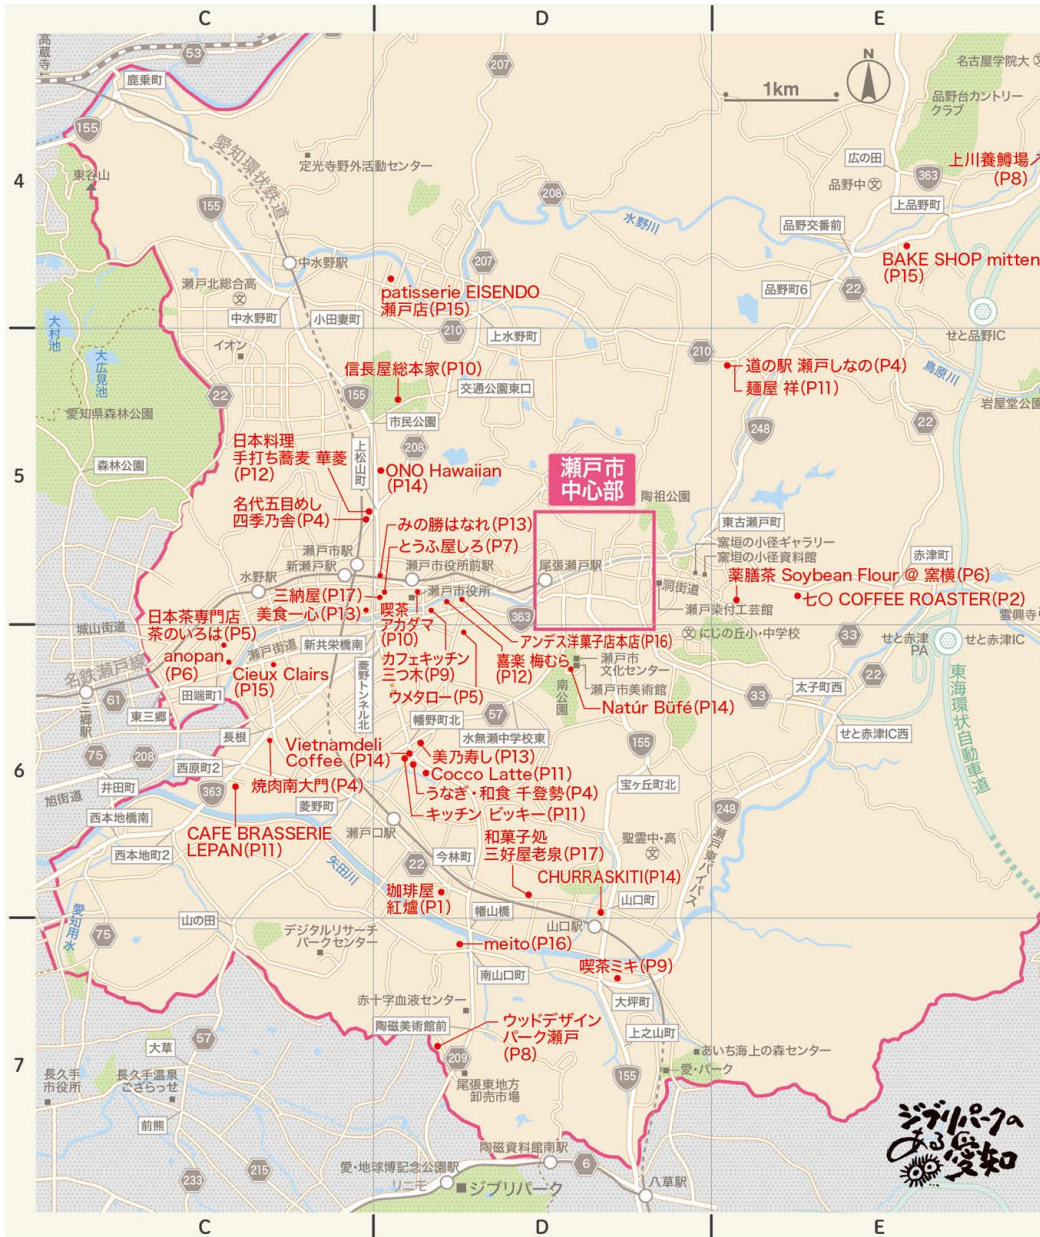 C
D
E
高蔵寺
53
鹿乗町
207
N
1km
名古屋学院大
品野台カントリー
クラブ
155
愛知環状鉄道
定光寺野外活動センター
東谷山
4
広の田
363
上川養鱒場
(P8)
品野中
208
155
水野川
上品野町
品野交番前
BAKE SHOP mitten
(P15)
中水野駅
207
瀬戸北総合高
patisserie EISENDO
瀬戸店(P15)
品野町6
22
中水野町
小田妻町
210
上水野町
せと品野IC
大村池
イオン
大広見池
信長屋総本家(P10)
210
道の駅 瀬戸しなの(P4)
麺屋 祥(P11)
鳥原川
交通公園東口
155
22
岩屋堂公園
愛知県森林公園
市民公園
22
248
日本料理
手打ち蕎麦 華菱
(P12)
上松山町
208
森林公園
ONO Hawaiian
(P14)
瀬戸市
中心部
5
陶祖公園
名代五目めし
四季乃舎(P4)
みの勝はなれ(P13)
とうふ屋しろ(P7)
東古瀬戸町
窯垣の小径ギャラリー
窯垣の小径資料館
赤津町
瀬戸市駅
新瀬戸駅
瀬戸市役所前駅
尾張瀬戸駅
水野駅
洞街道
薬膳茶 Soybean Flour @ 窯横(P6)
三納屋(P17)
瀬戸市役所
七〇 COFFEE ROASTER(P2)
美食一心(P13)
喫茶
アカダマ
(P10)
363
瀬戸染付工芸館
雲興寺
日本茶専門店
茶のいろは(P5)
城山街道
新共栄橋南
アンデス洋菓子店本店(P16)
にじの丘小・中学校
33
せと赤津
PA
せと赤津IC
瀬戸街道
anopan
(P6)
Cieux Clairs
(P15)
菱野トンネル北
カフェキッチン
三つ木(P9)
喜楽 梅むら
(P12)
瀬戸市
文化センター
瀬戸市美術館
名鉄瀬戸線
ウメタロー(P5)
南公園
22
三郷駅
61
田端町1
Natúr Büfé(P14)
33
太子町西
東海環状自動車道
東三郷
幡野町北
57
長根
水無瀬中学校東
155
せと赤津IC西
75
208
西原町2
Vietnamdeli
Coffee(P14)
美乃寿し(P13)
Cocco Latte(P11)
うなぎ・和食 千登勢(P4)
キッチン ビッキー(P11)
6
井田町
363
焼肉南大門(P4)
宝ヶ丘町北
旭街道
菱野町
248
西本地橋南
瀬戸口駅
瀬戸東バイパス
CAFE BRASSERIE
LEPAN(P11)
和菓子処
三好屋老泉(P17)
聖霊中・高
西本地町2
今林町
22
矢田川
CHURRASKITI(P14)
珈琲屋
紅爐(P1)
山口町
愛知用水
山の田
幡山橋
山口駅
75
デジタルリサーチ
パークセンター
meito(P16)
喫茶ミキ(P9)
南山口町
赤十字血液センター
大坪町
陶磁美術館前
ウッドデザイン
パーク瀬戸
(P8)
上之山町
57
大草
209
あいち海上の森センター
7
長久手
市役所
長久手温泉
ござらっせ
尾張東地方
卸売市場
155
愛・パーク
前熊
ジブリパークの
ある愛知
陶磁資料館南駅
215
愛・地球博記念公園駅
6
233
リニモ
ジブリパーク
八草駅
C
D
E